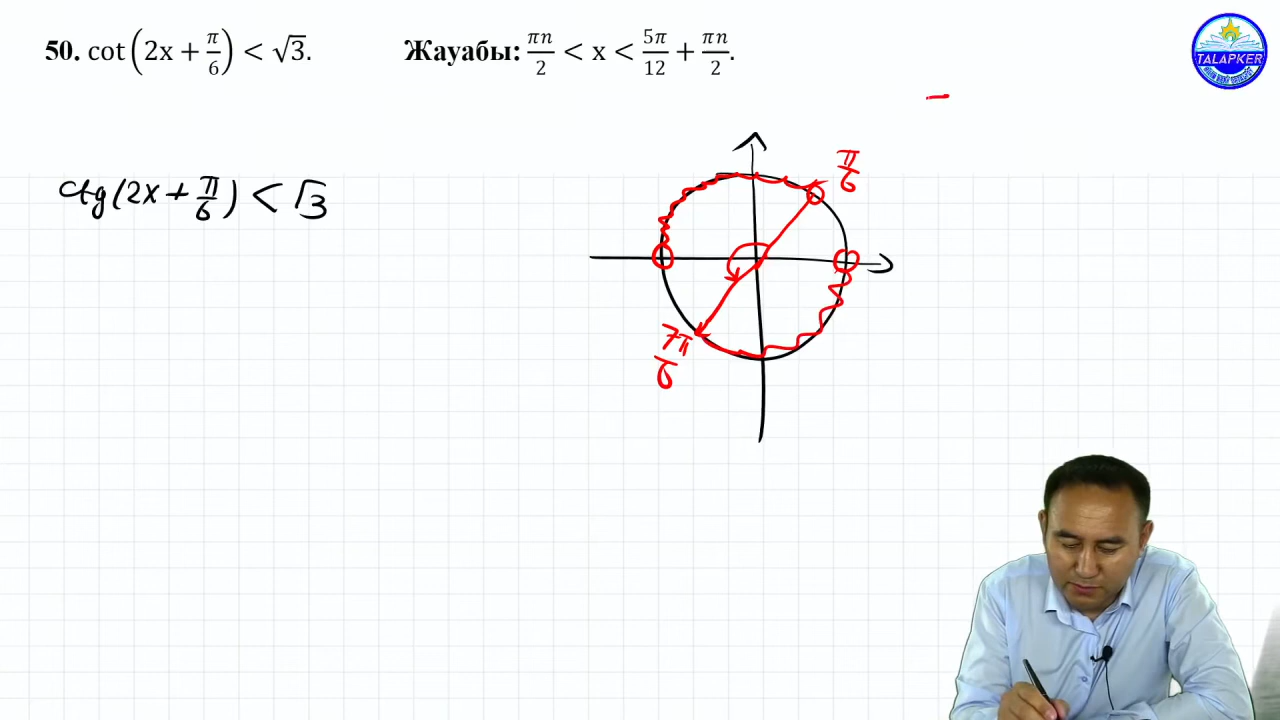 50. cot(2x + π/6) < √3. Жауабы: πn/2 < x < 5π/12 + πn/2.
TALAPKER
ctg(2x + π/6) < √3
π/6
7π/6